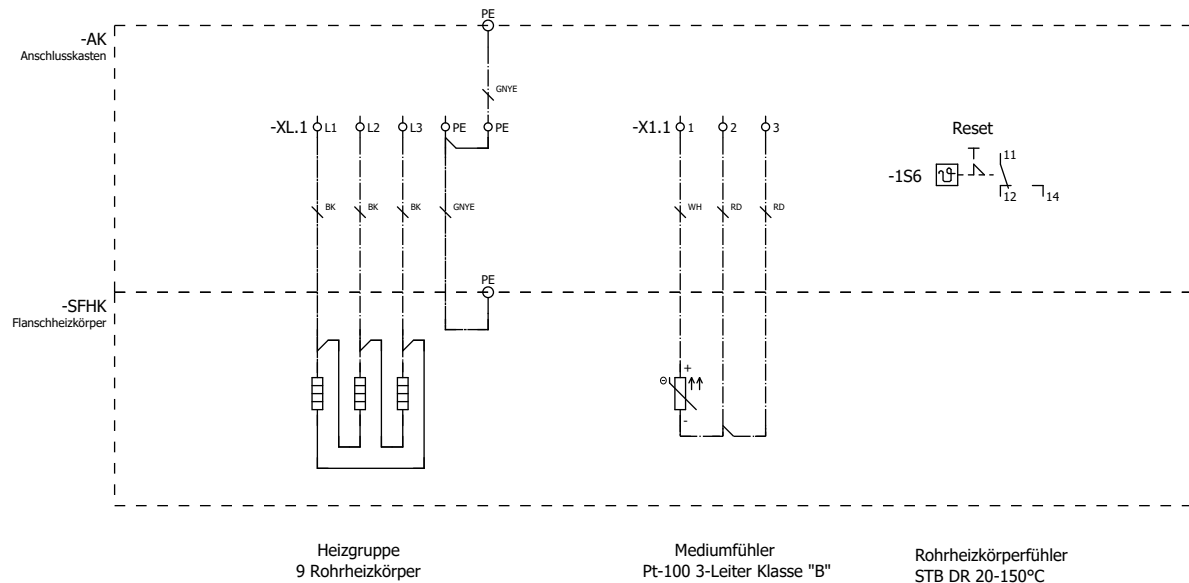 PE
-AK
Anschlusskasten
GNYE
-XL.1 L1 L2 L3 PE PE
-X1.1 1 2 3
Reset
-1S6 ϑ 11
12 14
BK BK BK GNYE
WH RD RD
PE
-SFHK
Flanschheizkörper
Θ +
-
Heizgruppe
9 Rohrheizkörper
Mediumfühler
Pt-100 3-Leiter Klasse "B"
Rohrheizkörperfühler
STB DR 20-150°C